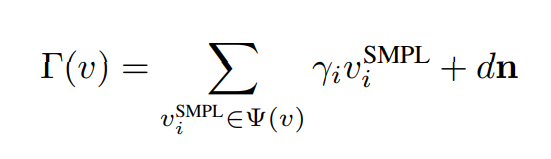 Γ(v) = ∑_{v_i^{SMPL} ∈ Ψ(v)} γ_i v_i^{SMPL} + d𝐧